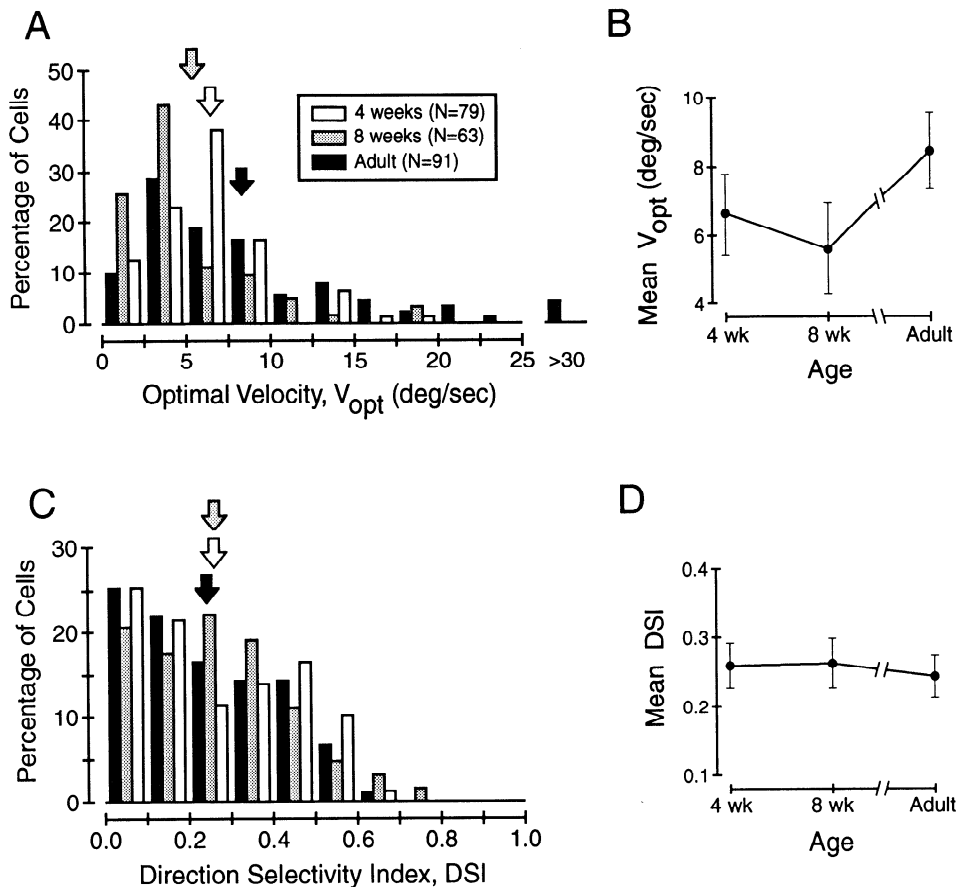 A
50
40
30
20
10
0
Percentage of Cells
4 weeks (N=79)
8 weeks (N=63)
Adult (N=91)
0 5 10 15 20 25 >30
Optimal Velocity, Vopt (deg/sec)
B
10
8
6
4
Mean Vopt (deg/sec)
4 wk 8 wk Adult
Age
C
30
20
10
0
Percentage of Cells
0.0 0.2 0.4 0.6 0.8 1.0
Direction Selectivity Index, DSI
D
0.4
0.3
0.2
0.1
Mean DSI
4 wk 8 wk Adult
Age